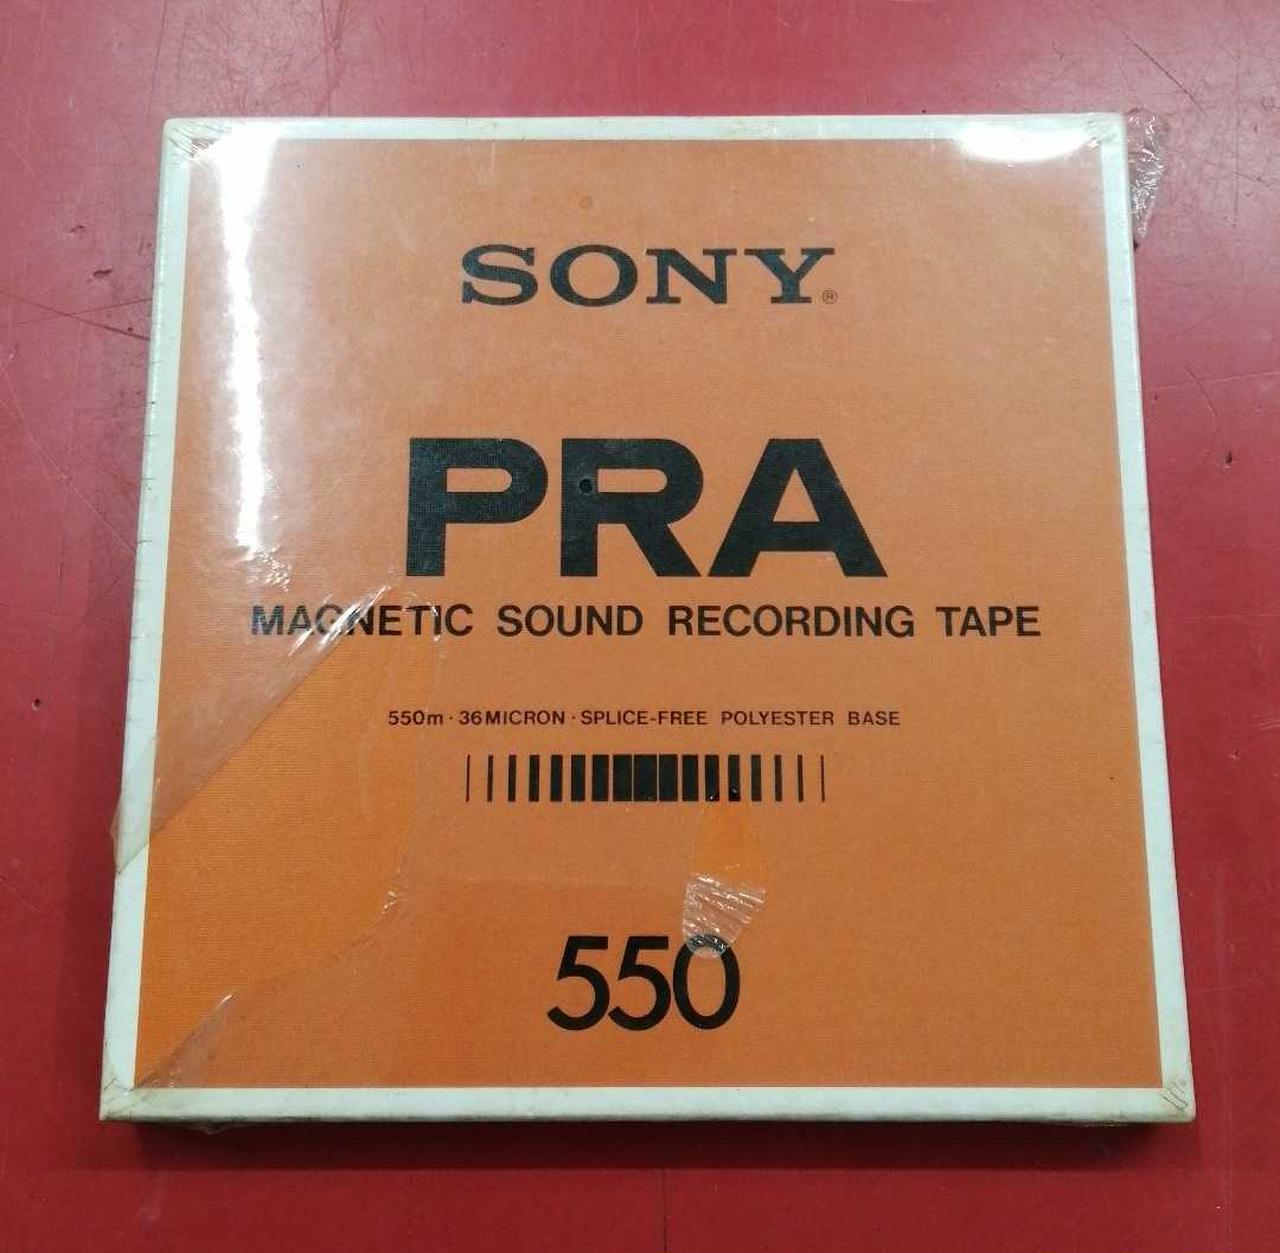 SONY®
PRA
MAGNETIC SOUND RECORDING TAPE
550m · 36MICRON · SPLICE-FREE POLYESTER BASE
550